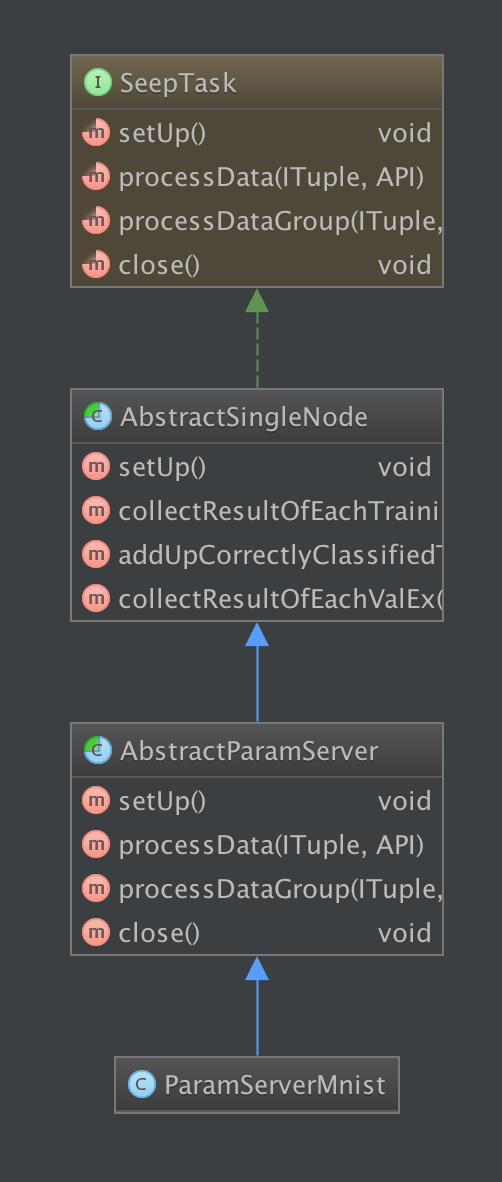 I SeepTask
m setUp() void
m processData(ITuple, API)
m processDataGroup(ITuple,
m close() void
C AbstractSingleNode
m setUp() void
m collectResultOfEachTraini
m addUpCorrectlyClassifiedT
m collectResultOfEachValEx(
C AbstractParamServer
m setUp() void
m processData(ITuple, API)
m processDataGroup(ITuple,
m close() void
C ParamServerMnist